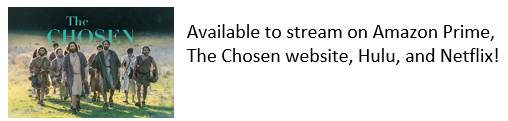 The
CHOSEN
Available to stream on Amazon Prime,
The Chosen website, Hulu, and Netflix!